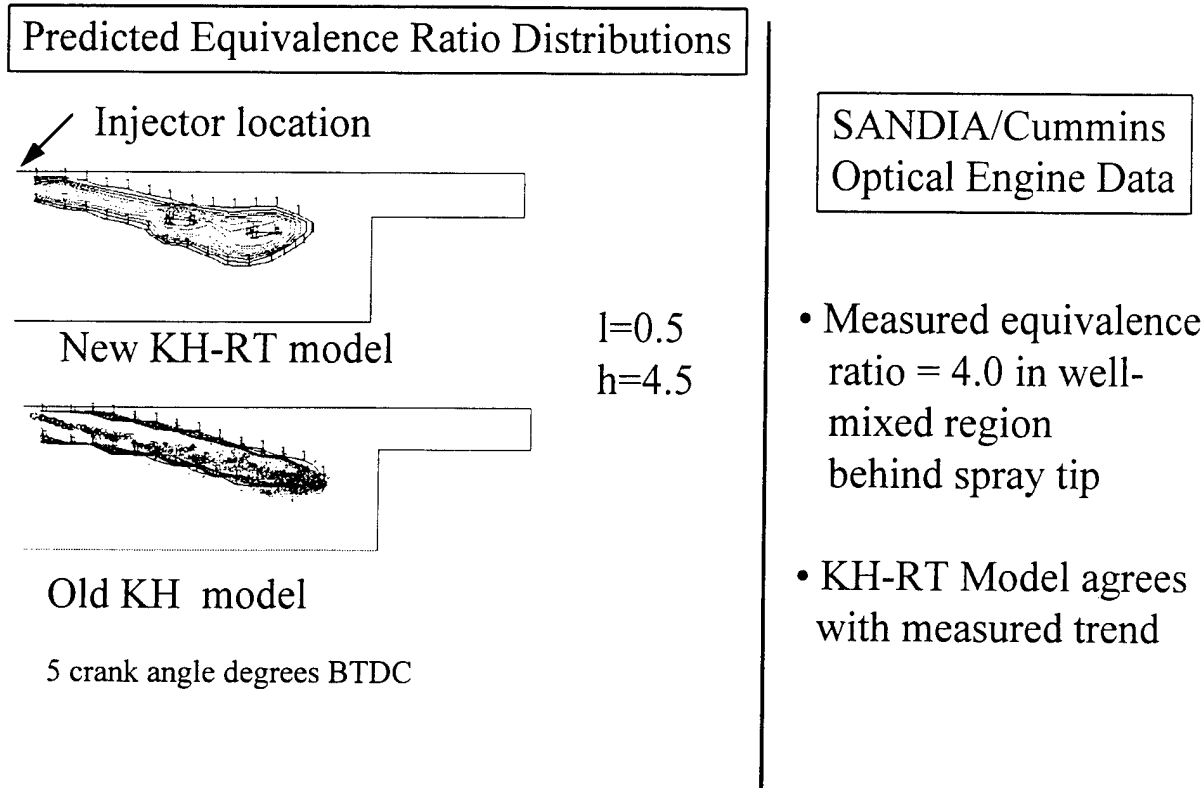 Predicted Equivalence Ratio Distributions
Injector location
New KH-RT model
l=0.5
h=4.5
Old KH model
5 crank angle degrees BTDC
SANDIA/Cummins
Optical Engine Data
• Measured equivalence
ratio = 4.0 in well-
mixed region
behind spray tip
• KH-RT Model agrees
with measured trend